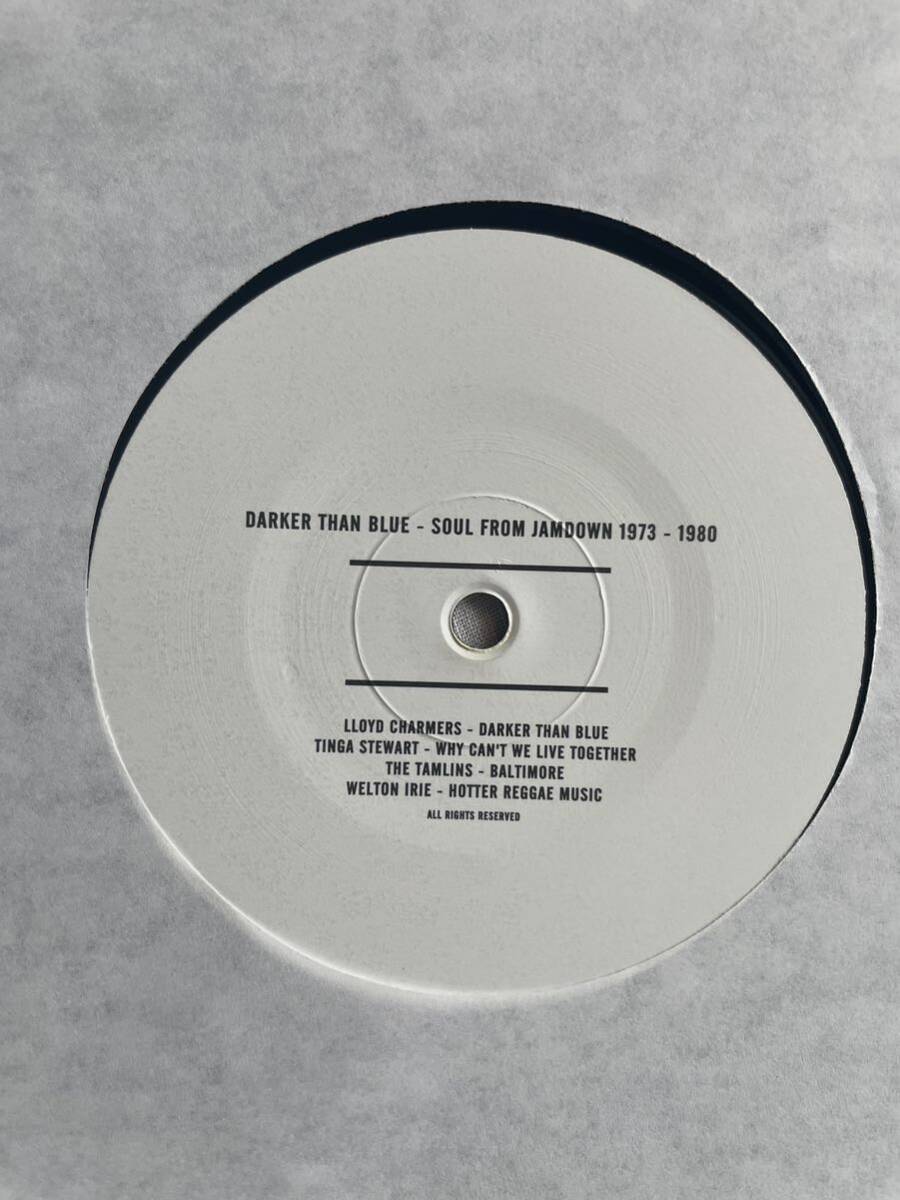 DARKER THAN BLUE - SOUL FROM JAMDOWN 1973 - 1980
LLOYD CHARMERS - DARKER THAN BLUE
TINGA STEWART - WHY CAN'T WE LIVE TOGETHER
THE TAMLINS - BALTIMORE
WELTON IRIE - HOTTER REGGAE MUSIC
ALL RIGHTS RESERVED